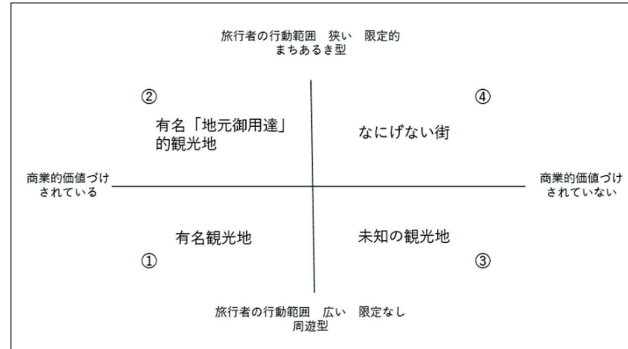 旅行者の行動範囲　狭い　限定的
まちあるき型
②
④
有名「地元御用達」
的観光地
なにげない街
商業的価値づけ
されている
商業的価値づけ
されていない
有名観光地
未知の観光地
①
③
旅行者の行動範囲　広い　限定なし
周遊型